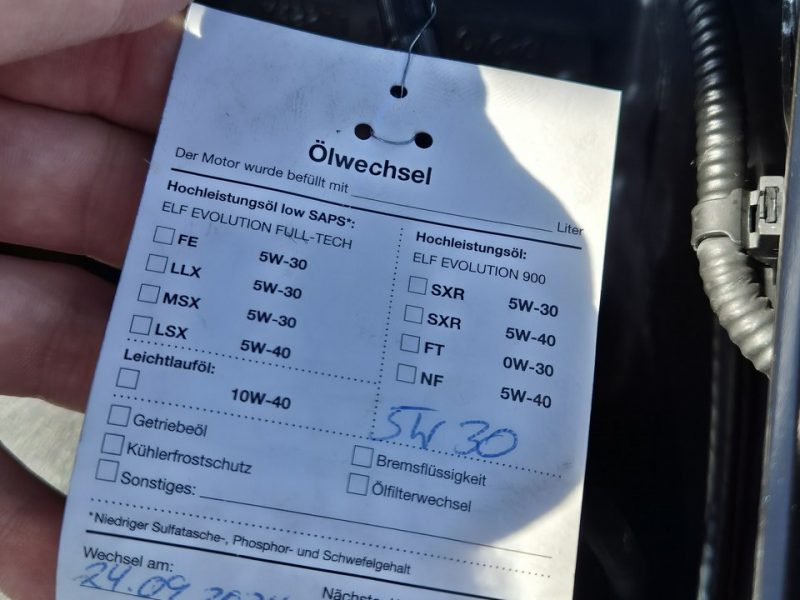 Ölwechsel
Der Motor wurde befüllt mit Liter
Hochleistungsöl low SAPS*:
ELF EVOLUTION FULL-TECH
FE 5W-30
LLX 5W-30
MSX 5W-30
LSX 5W-40
Hochleistungsöl:
ELF EVOLUTION 900
SXR 5W-30
SXR 5W-40
FT 0W-30
NF 5W-40
Leichtlauföl:
10W-40
5W 30
Getriebeöl
Kühlerfrostschutz
Sonstiges:
Bremsflüssigkeit
Ölfilterwechsel
*Niedriger Sulfatasche-, Phosphor- und Schwefelgehalt
Wechsel am:
24.09.